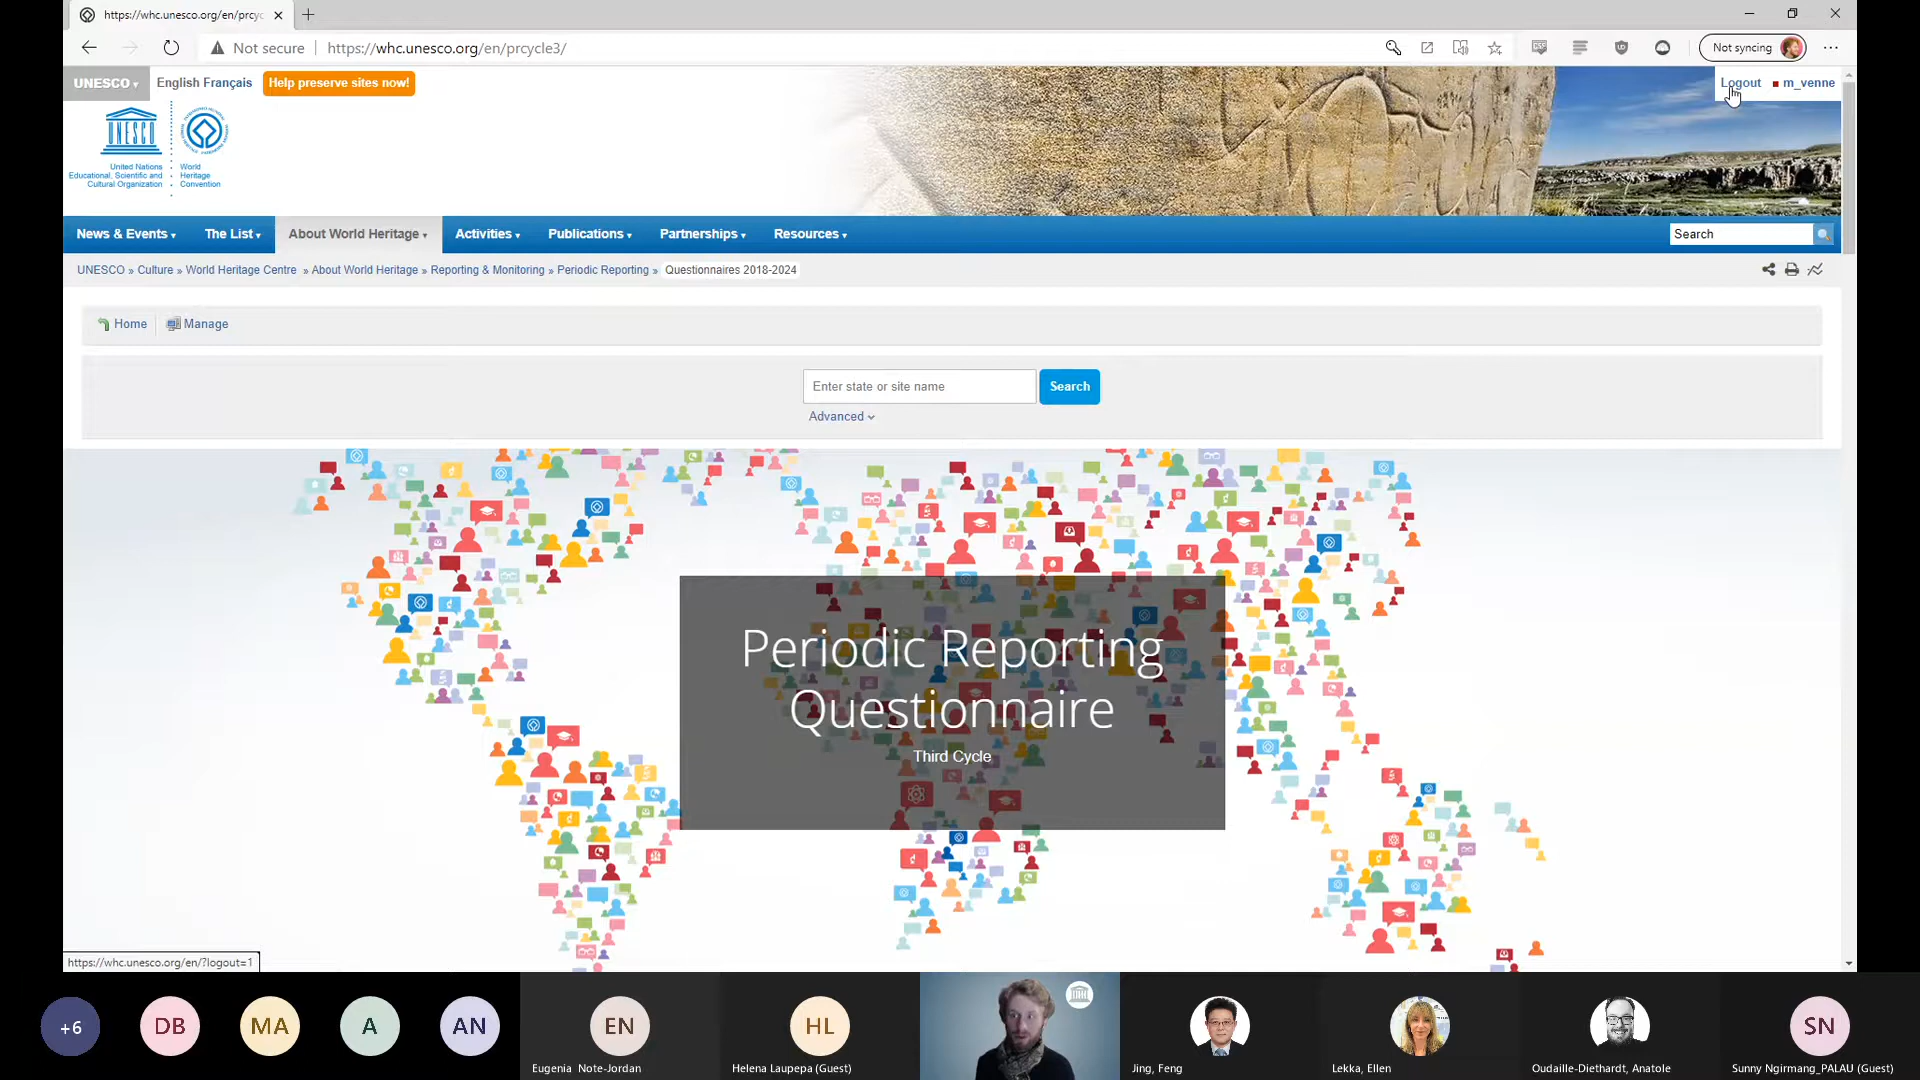 https://whc.unesco.org/en/prcyc
Not secure
https://whc.unesco.org/en/prcycle3/
Not syncing
UNESCO
English Français
Help preserve sites now!
Logout
m_venne
UNESCO
United Nations
Educational, Scientific and
Cultural Organization
World
Heritage
Convention
News & Events
The List
About World Heritage
Activities
Publications
Partnerships
Resources
Search
UNESCO » Culture » World Heritage Centre » About World Heritage » Reporting & Monitoring » Periodic Reporting » Questionnaires 2018-2024
Home
Manage
Enter state or site name
Search
Advanced
Periodic Reporting
Questionnaire
Third Cycle
https://whc.unesco.org/en/?logout=1
+6
DB
MA
A
AN
EN
HL
SN
Eugenia Note-Jordan
Helena Laupepa (Guest)
Jing, Feng
Lekka, Ellen
Oudaille-Diethardt, Anatole
Sunny Ngirmang_PALAU (Guest)